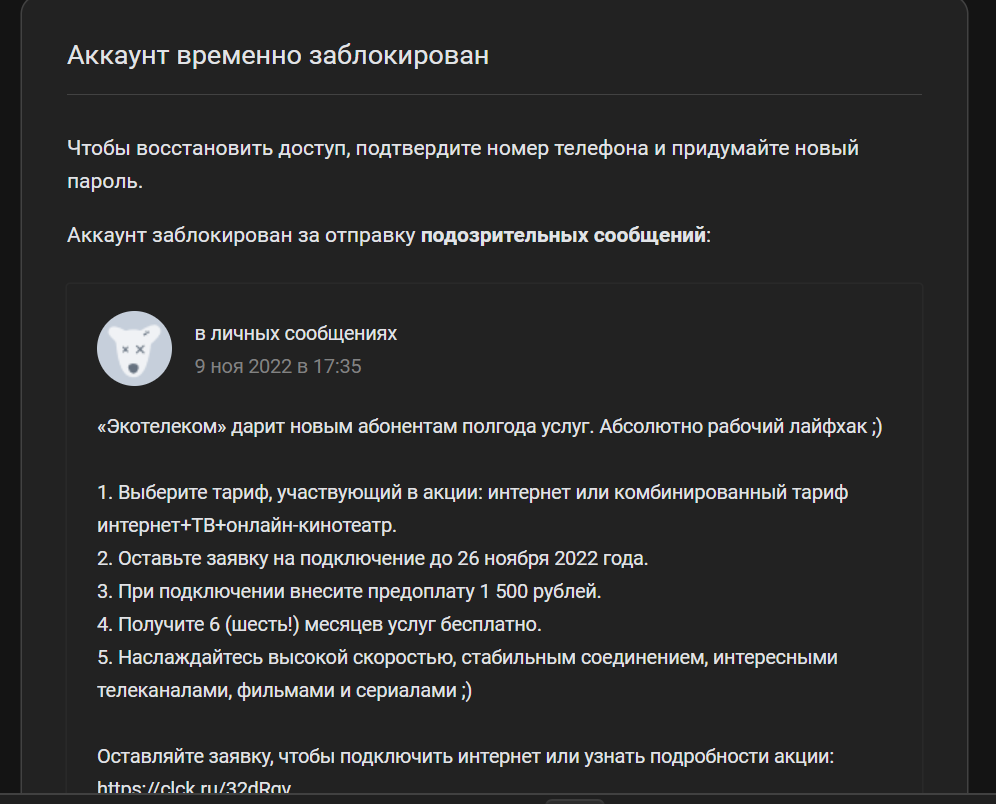 Аккаунт временно заблокирован
Чтобы восстановить доступ, подтвердите номер телефона и придумайте новый
пароль.
Аккаунт заблокирован за отправку подозрительных сообщений:
в личных сообщениях
9 ноя 2022 в 17:35
«Экотелеком» дарит новым абонентам полгода услуг. Абсолютно рабочий лайфхак ;)
1. Выберите тариф, участвующий в акции: интернет или комбинированный тариф
интернет+ТВ+онлайн-кинотеатр.
2. Оставьте заявку на подключение до 26 ноября 2022 года.
3. При подключении внесите предоплату 1 500 рублей.
4. Получите 6 (шесть!) месяцев услуг бесплатно.
5. Наслаждайтесь высокой скоростью, стабильным соединением, интересными
телеканалами, фильмами и сериалами ;)
Оставляйте заявку, чтобы подключить интернет или узнать подробности акции: